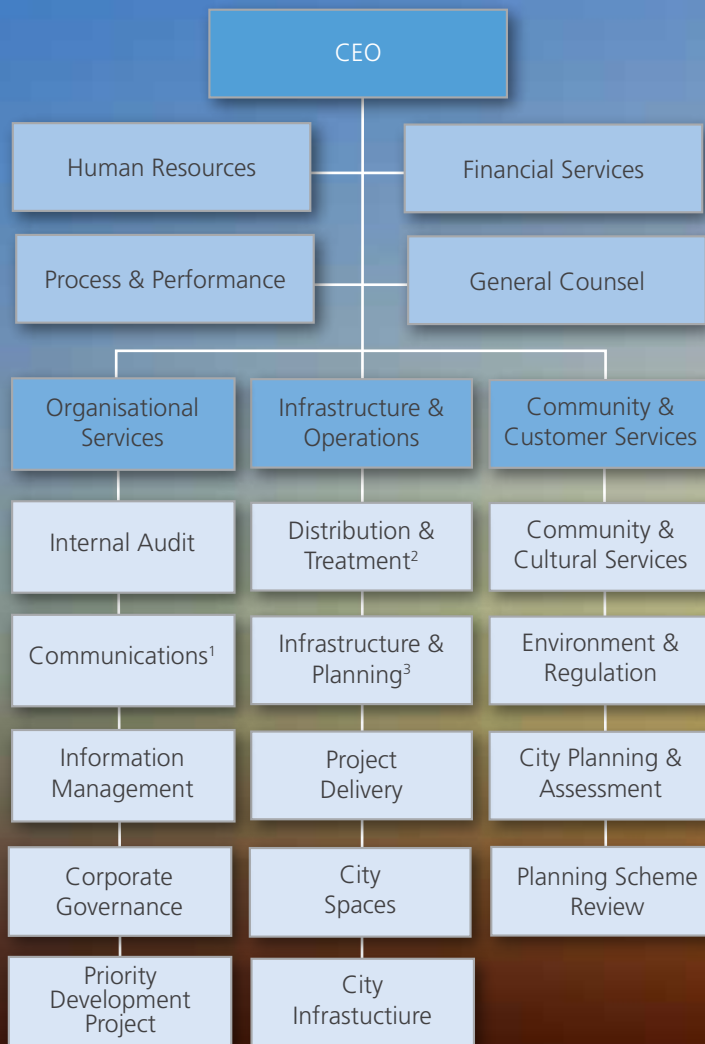 CEO
Human Resources
Financial Services
Process & Performance
General Counsel
Organisational
Services
Infrastructure &
Operations
Community &
Customer Services
Internal Audit
Distribution &
Treatment²
Community &
Cultural Services
Communications¹
Infrastructure &
Planning³
Environment &
Regulation
Information
Management
Project
Delivery
City Planning &
Assessment
Corporate
Governance
City
Spaces
Planning Scheme
Review
Priority
Development
Project
City
Infrastuctiure